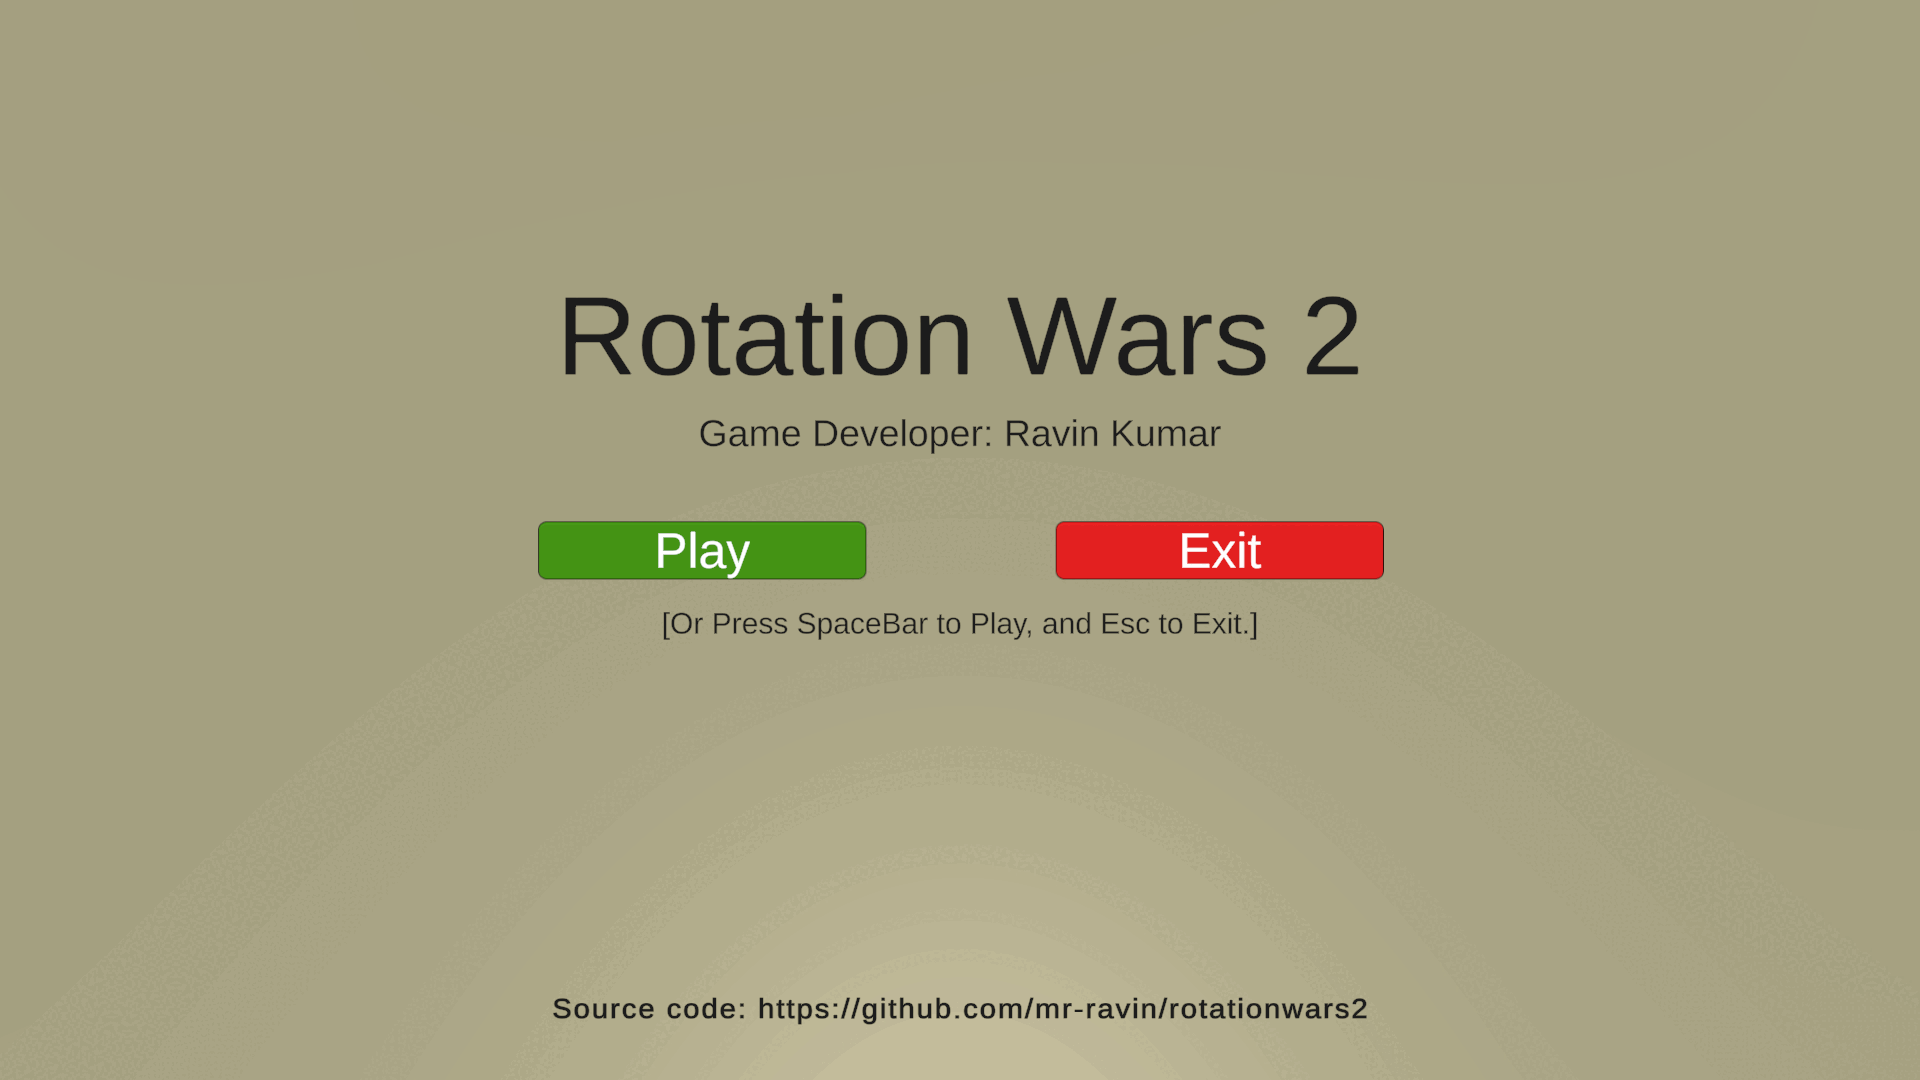 Rotation Wars 2
Game Developer: Ravin Kumar
Play Exit
[Or Press SpaceBar to Play, and Esc to Exit.]
Source code: https://github.com/mr-ravin/rotationwars2